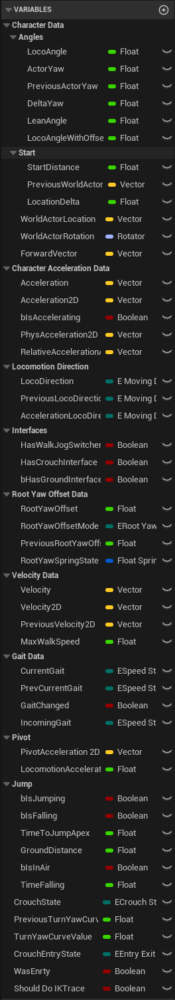 VARIABLES
Character Data
Angles
LocoAngle Float
ActorYaw Float
PreviousActorYaw Float
DeltaYaw Float
LeanAngle Float
LocoAngleWithOffse Float
Start
StartDistance Float
PreviousWorldActor Vector
LocationDelta Float
WorldActorLocation Vector
WorldActorRotation Rotator
ForwardVector Vector
Character Acceleration Data
Acceleration Vector
Acceleration2D Vector
bIsAccelerating Boolean
PhysAcceleration2D Vector
RelativeAcceleration Vector
Locomotion Direction
LocoDirection E Moving D
PreviousLocoDirectic E Moving D
AccelerationLocoDire E Moving D
Interfaces
HasWalkJogSwitcher Boolean
HasCrouchInterface Boolean
bHasGroundInterface Boolean
Root Yaw Offset Data
RootYawOffset Float
RootYawOffsetMode ERoot Yaw
PreviousRootYawOffs Float
RootYawSpringState Float Sprir
Velocity Data
Velocity Vector
Velocity2D Vector
PreviousVelocity2D Vector
MaxWalkSpeed Float
Gait Data
CurrentGait ESpeed St
PrevCurrentGait ESpeed St
GaitChanged Boolean
IncomingGait ESpeed St
Pivot
PivotAcceleration 2D Vector
LocomotionAccelerat Float
Jump
bIsJumping Boolean
bIsFalling Boolean
TimeToJumpApex Float
GroundDistance Float
bIsInAir Boolean
TimeFalling Float
CrouchState ECrouch St
PreviousTurnYawCurv Float
TurnYawCurveValue Float
CrouchEntryState EEntry Exit
WasEnrty Boolean
Should Do IKTrace Boolean